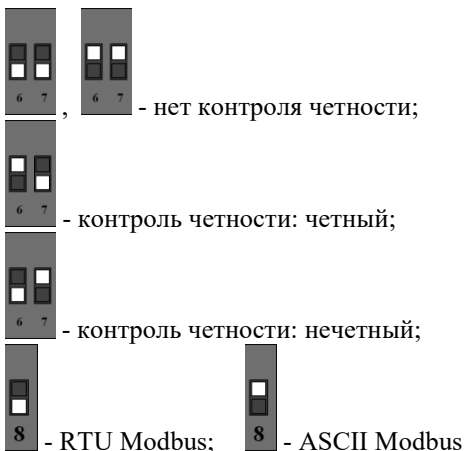 6 7 , 6 7 - нет контроля четности;
6 7 - контроль четности: четный;
6 7 - контроль четности: нечетный;
8 - RTU Modbus; 8 - ASCII Modbus